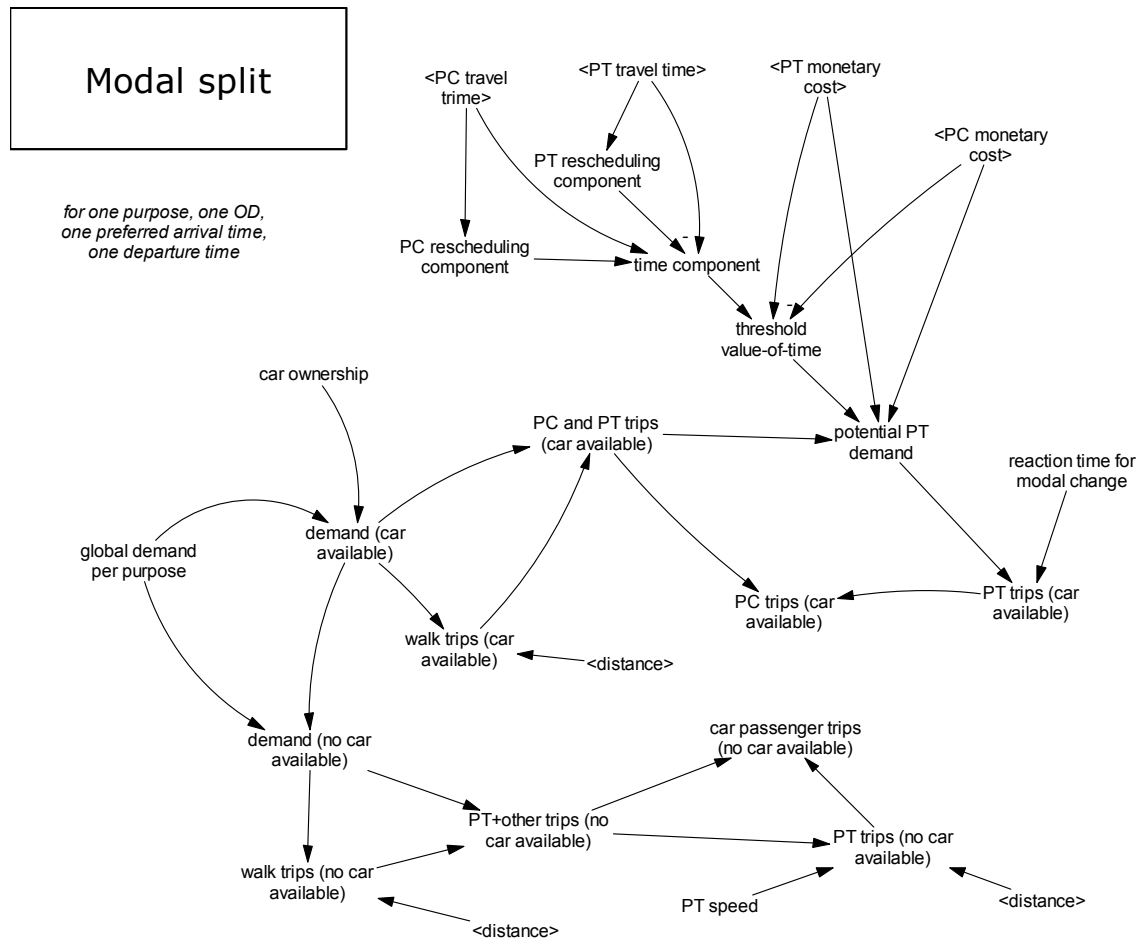 Modal split
for one purpose, one OD,
one preferred arrival time,
one departure time
<PC travel
trime>
<PT travel time>
<PT monetary
cost>
<PC monetary
cost>
PT rescheduling
component
PC rescheduling
component
-
time component
-
threshold
value-of-time
car ownership
PC and PT trips
(car available)
potential PT
demand
reaction time for
modal change
demand (car
available)
global demand
per purpose
PC trips (car
available)
PT trips (car
available)
walk trips (car
available)
<distance>
demand (no car
available)
car passenger trips
(no car available)
PT+other trips (no
car available)
PT trips (no car
available)
walk trips (no car
available)
PT speed
<distance>
<distance>